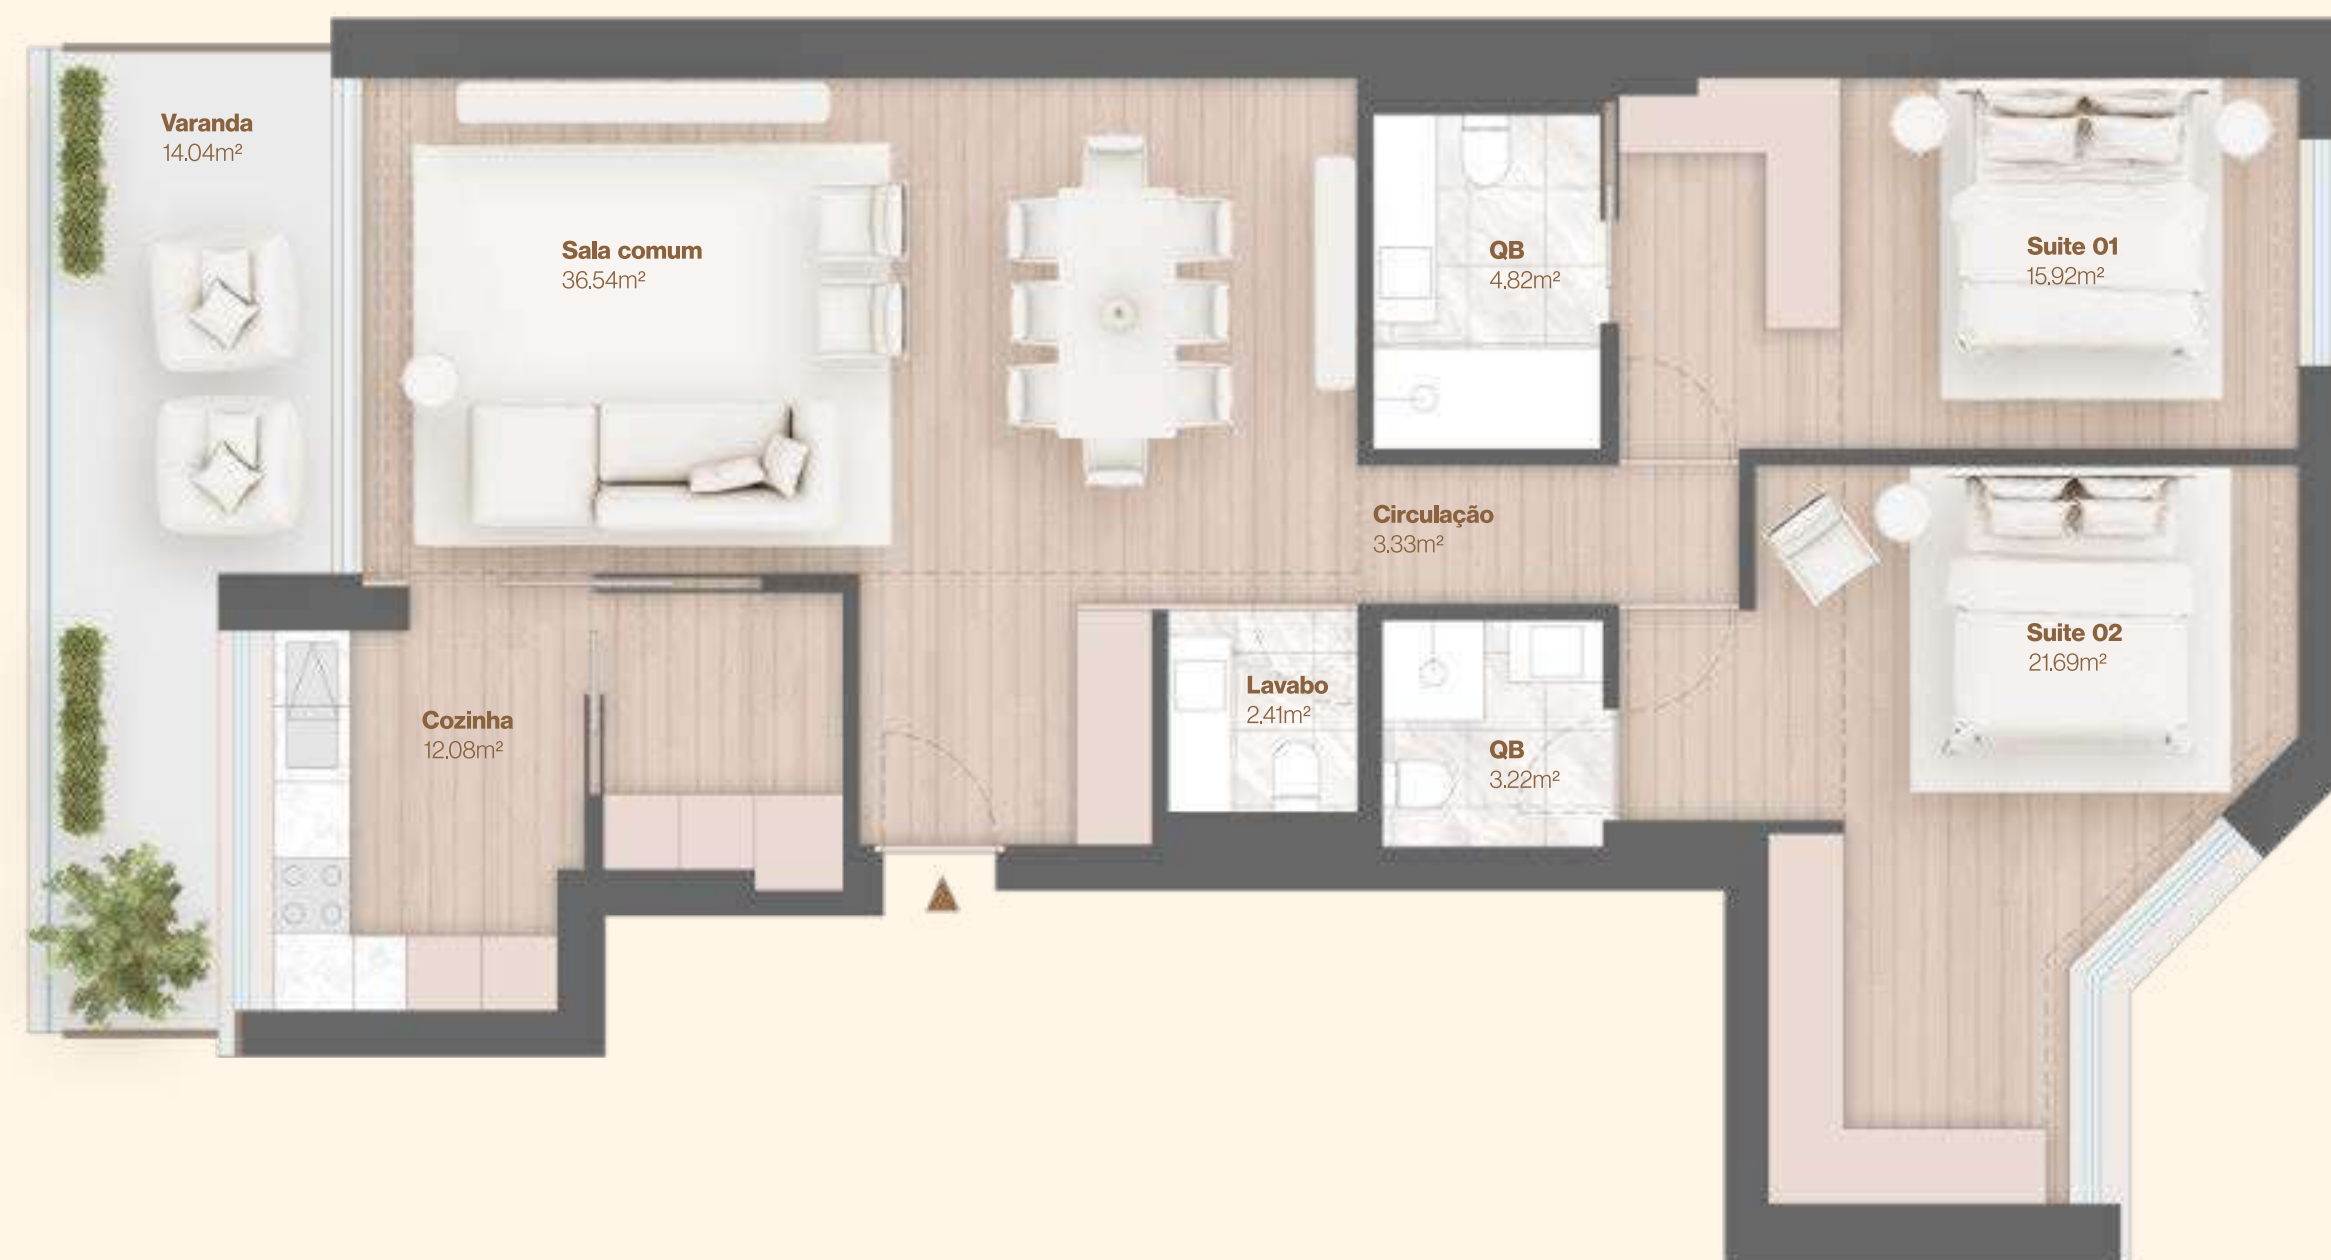 Varanda
14.04m²
Sala comum
36.54m²
QB
4.82m²
Suite 01
15.92m²
Circulação
3.33m²
Suite 02
21.69m²
Lavabo
2.41m²
Cozinha
12.08m²
QB
3.22m²